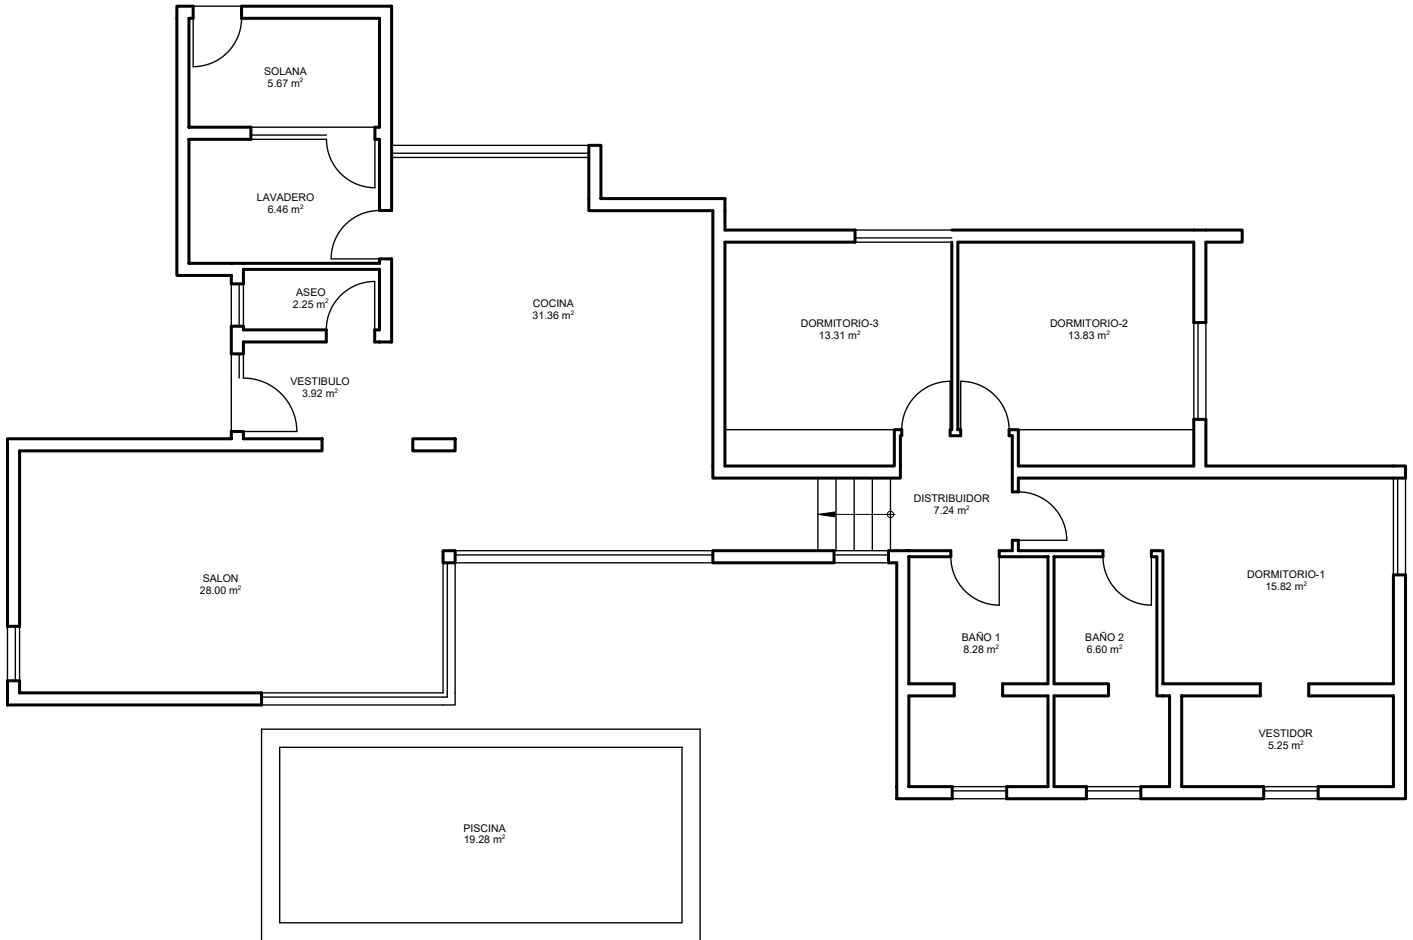 SOLANA
5.67 m²
LAVADERO
6.46 m²
ASEO
2.25 m²
COCINA
31.36 m²
DORMITORIO-3
13.31 m²
DORMITORIO-2
13.83 m²
VESTIBULO
3.92 m²
DISTRIBUIDOR
7.24 m²
SALON
28.00 m²
DORMITORIO-1
15.82 m²
BAÑO 1
8.28 m²
BAÑO 2
6.60 m²
VESTIDOR
5.25 m²
PISCINA
19.28 m²